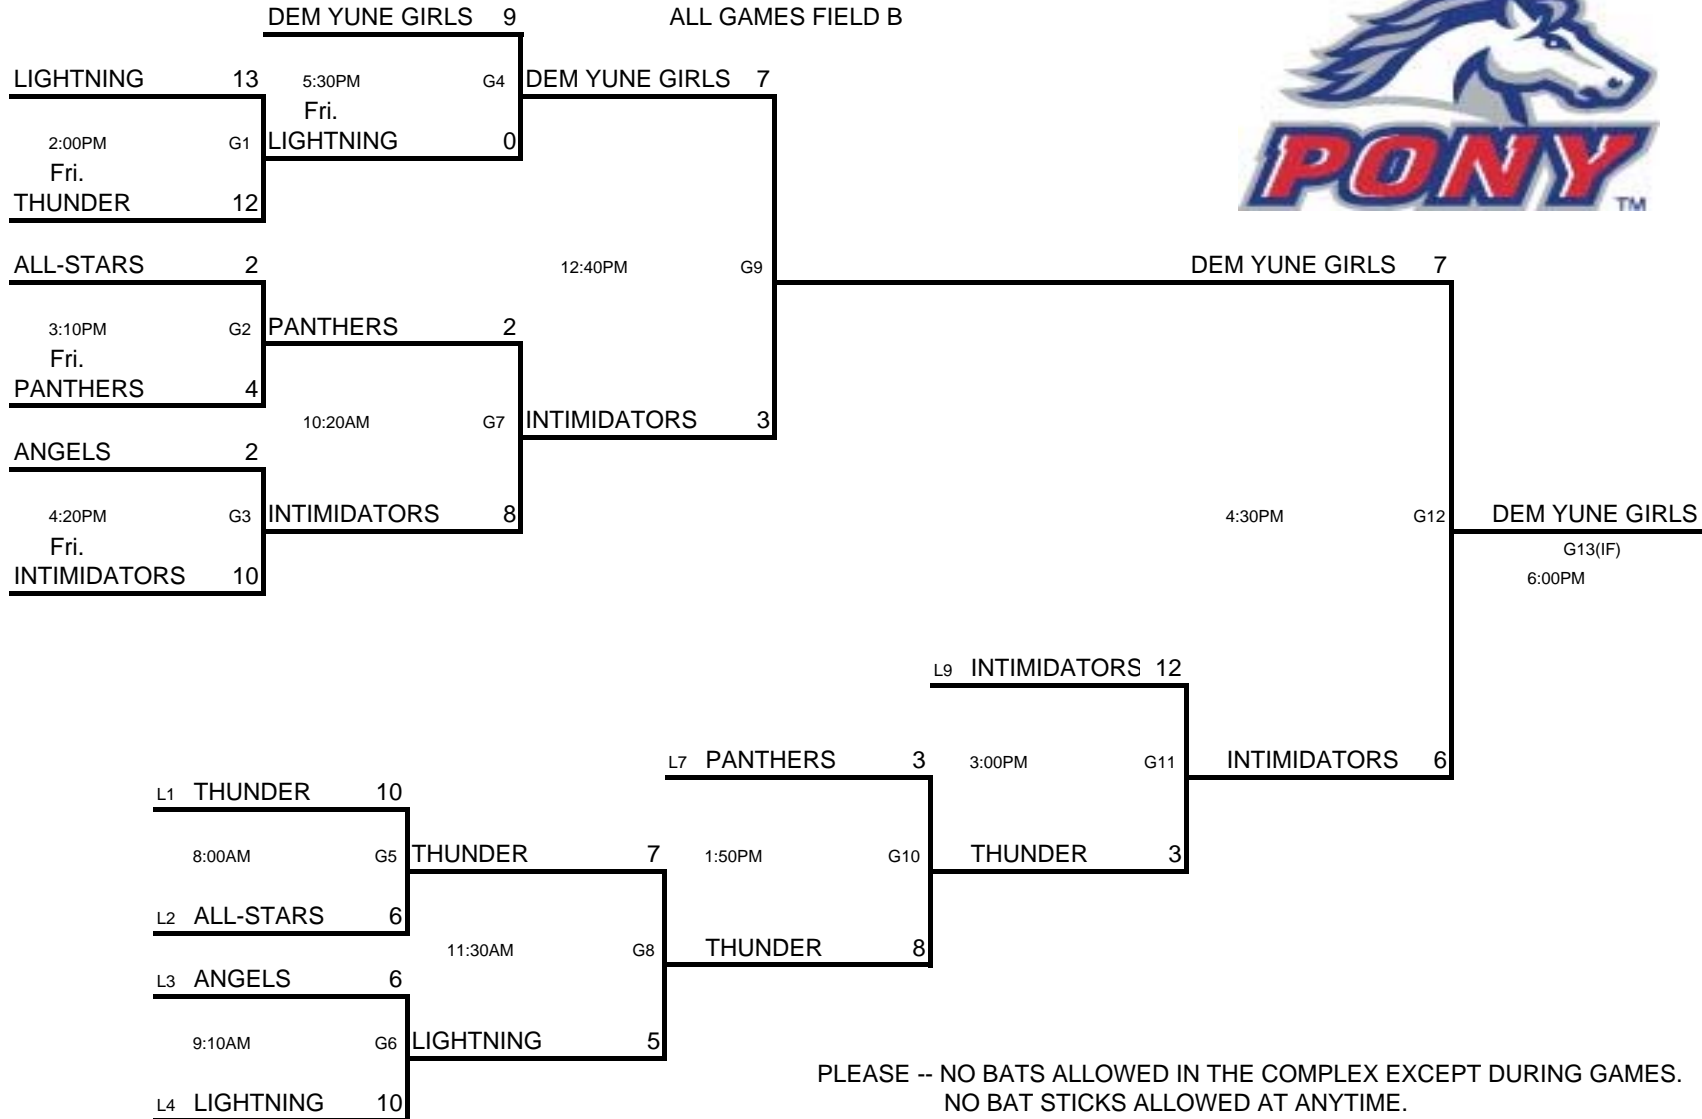 DEM YUNE GIRLS 9 ALL GAMES FIELD B
LIGHTNING 13
5:30PM G4
DEM YUNE GIRLS 7
Fri.
2:00PM G1
LIGHTNING 0
Fri.
THUNDER 12
PONY TM
ALL-STARS 2
12:40PM G9
DEM YUNE GIRLS 7
3:10PM G2
PANTHERS 2
Fri.
PANTHERS 4
10:20AM G7
INTIMIDATORS 3
ANGELS 2
4:20PM G3
INTIMIDATORS 8
4:30PM G12
DEM YUNE GIRLS
Fri.
G13(IF)
INTIMIDATORS 10
6:00PM
L9 INTIMIDATORS 12
L7 PANTHERS 3
3:00PM G11
INTIMIDATORS 6
L1 THUNDER 10
8:00AM G5
THUNDER 7
1:50PM G10
THUNDER 3
L2 ALL-STARS 6
11:30AM G8
THUNDER 8
L3 ANGELS 6
9:10AM G6
LIGHTNING 5
PLEASE -- NO BATS ALLOWED IN THE COMPLEX EXCEPT DURING GAMES.
L4 LIGHTNING 10
NO BAT STICKS ALLOWED AT ANYTIME.